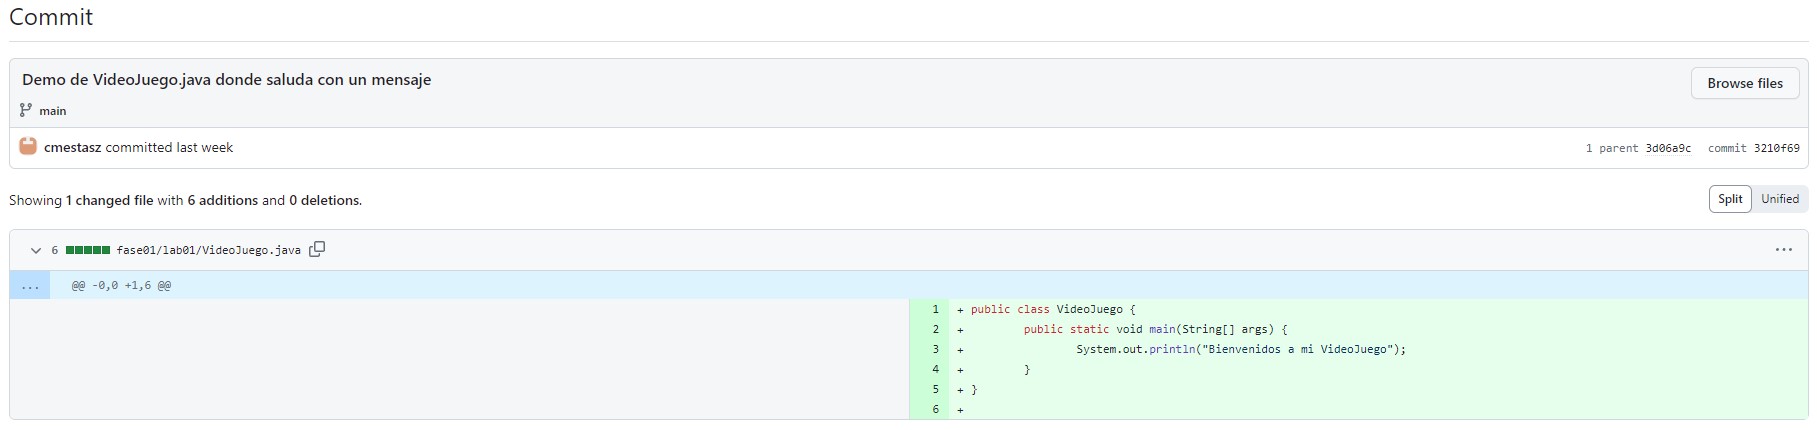 Commit
Demo de VideoJuego.java donde saluda con un mensaje
Browse files
main
cmestasz committed last week
1 parent 3d06a9c commit 3210f69
Showing 1 changed file with 6 additions and 0 deletions.
Split Unified
6 fase01/lab01/VideoJuego.java
... @@ -0,0 +1,6 @@
1 + public class VideoJuego {
2 + public static void main(String[] args) {
3 + System.out.println("Bienvenidos a mi VideoJuego");
4 + }
5 + }
6 +